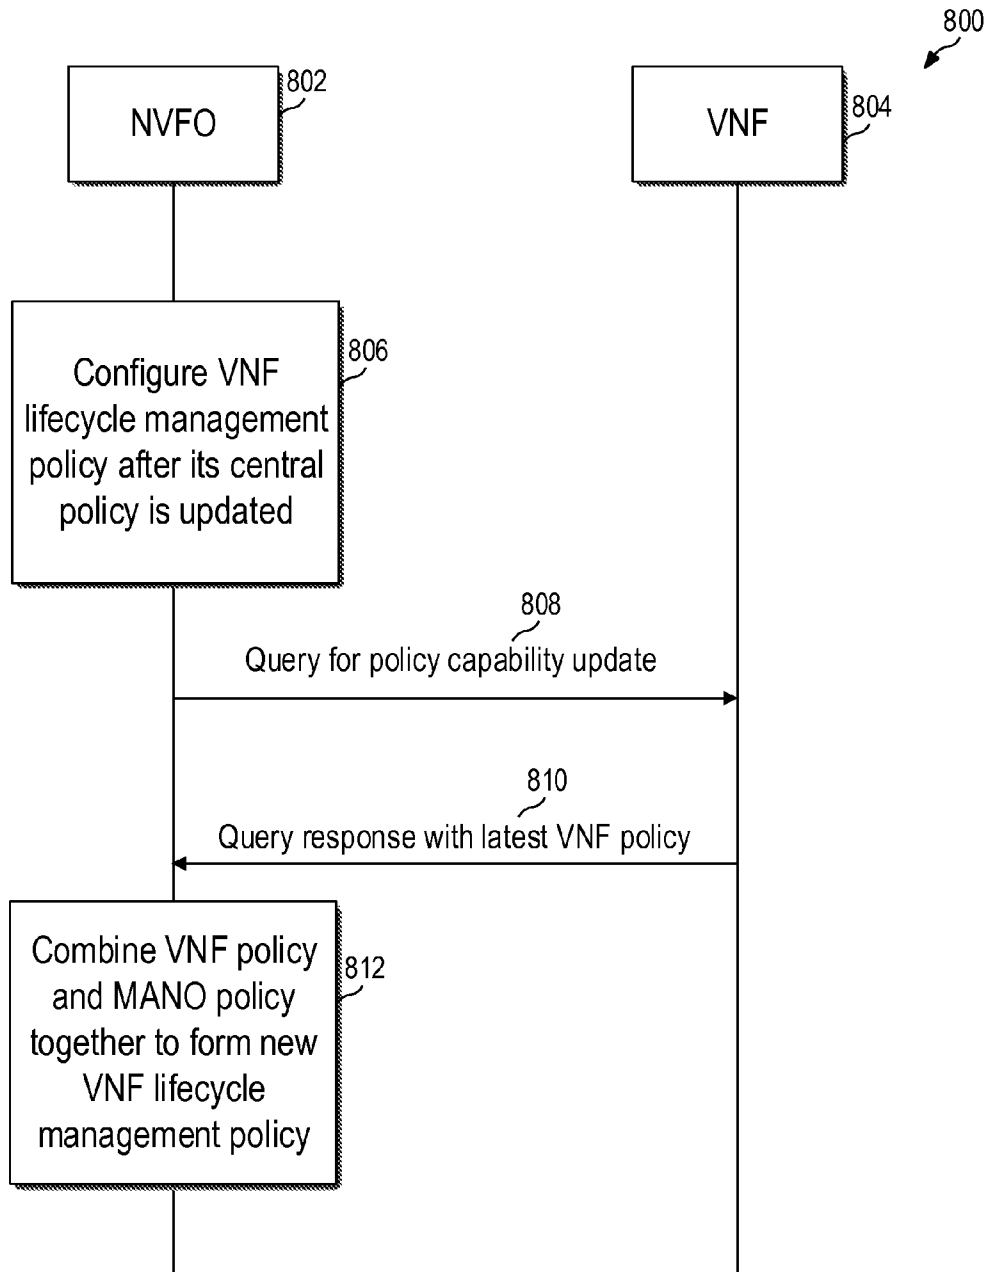 800
NVFO
802
VNF
804
Configure VNF
lifecycle management
policy after its central
policy is updated
806
808
Query for policy capability update
810
Query response with latest VNF policy
Combine VNF policy
and MANO policy
together to form new
VNF lifecycle
management policy
812